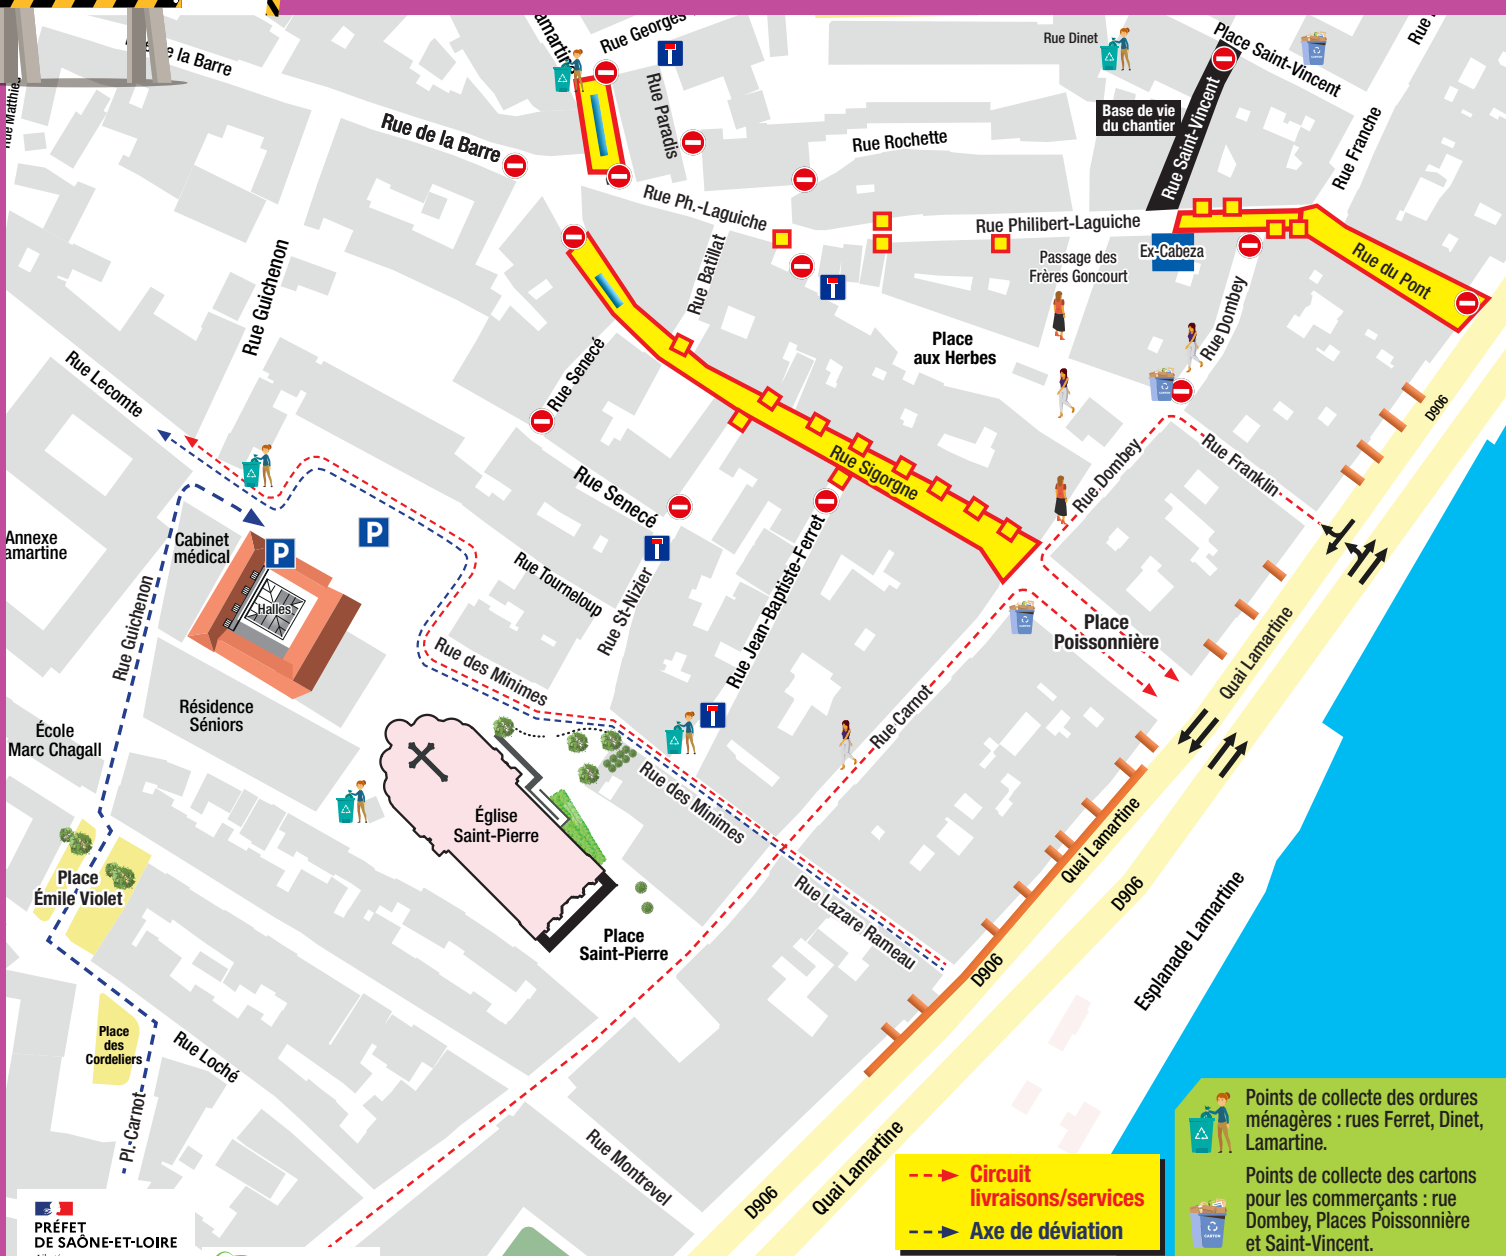 Rue Georges
Rue Dinet
Place Saint-Vincent
la Barre
Rue Paradis
Base de vie
du chantier
Rue Saint-Vincent
Rue Franche
Rue de la Barre
Rue Rochette
Rue Ph.-Laguiche
Rue Philibert-Laguiche
Ex-Cabeza
Passage des
Frères Goncourt
Rue du Pont
Rue Guichenon
Rue Batillat
Rue Dombey
Place
aux Herbes
Rue Lecomte
Rue Senecé
D906
Rue Sigorgne
Rue Dombey
Rue Franklin
Rue Senecé
Annexe
Cabinet
médical
P
P
Halles
Rue Tourneloup
Rue St-Nizier
Rue Jean-Baptiste-Ferret
Rue Guichenon
Rue des Minimes
Place
Poissonnière
Quai Lamartine
Résidence
Séniors
École
Marc Chagall
Rue Carnot
Rue des Minimes
Église
Saint-Pierre
Quai Lamartine
D906
Place
Émile Violet
Rue Lazare Rameau
Place
Saint-Pierre
D906
Esplanade Lamartine
Place
des
Cordeliers
Rue Loché
Pl. Carnot
Rue Montrevel
Quai Lamartine
D906
Circuit
livraisons/services
Axe de déviation
Points de collecte des ordures
ménagères : rues Ferret, Dinet,
Lamartine.
Points de collecte des cartons
pour les commerçants : rue
Dombey, Places Poissonnière
et Saint-Vincent.
PRÉFET
DE SAÔNE-ET-LOIRE